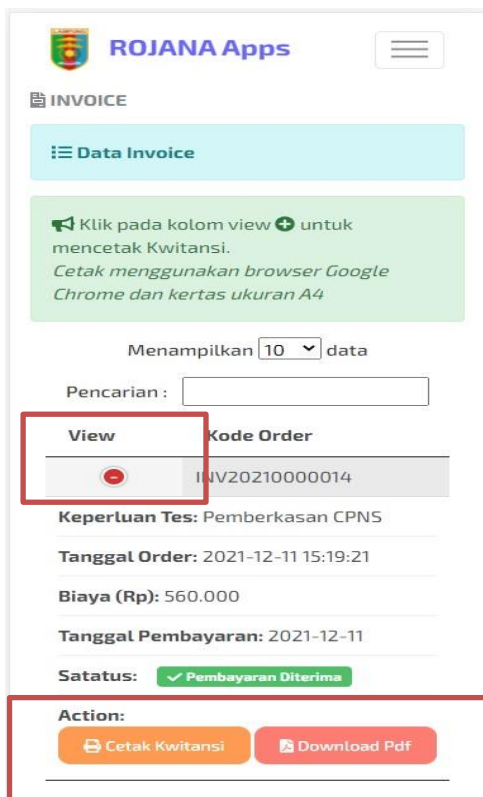 LAMPUNG
ROJANA Apps
INVOICE
Data Invoice
Klik pada kolom view untuk
mencetak Kwitansi.
Cetak menggunakan browser Google
Chrome dan kertas ukuran A4
Menampilkan 10 data
Pencarian :
View Kode Order
INV20210000014
Keperluan Tes: Pemberkasan CPNS
Tanggal Order: 2021-12-11 15:19:21
Biaya (Rp): 560.000
Tanggal Pembayaran: 2021-12-11
Satatus: Pembayaran Diterima
Action:
Cetak Kwitansi Download Pdf